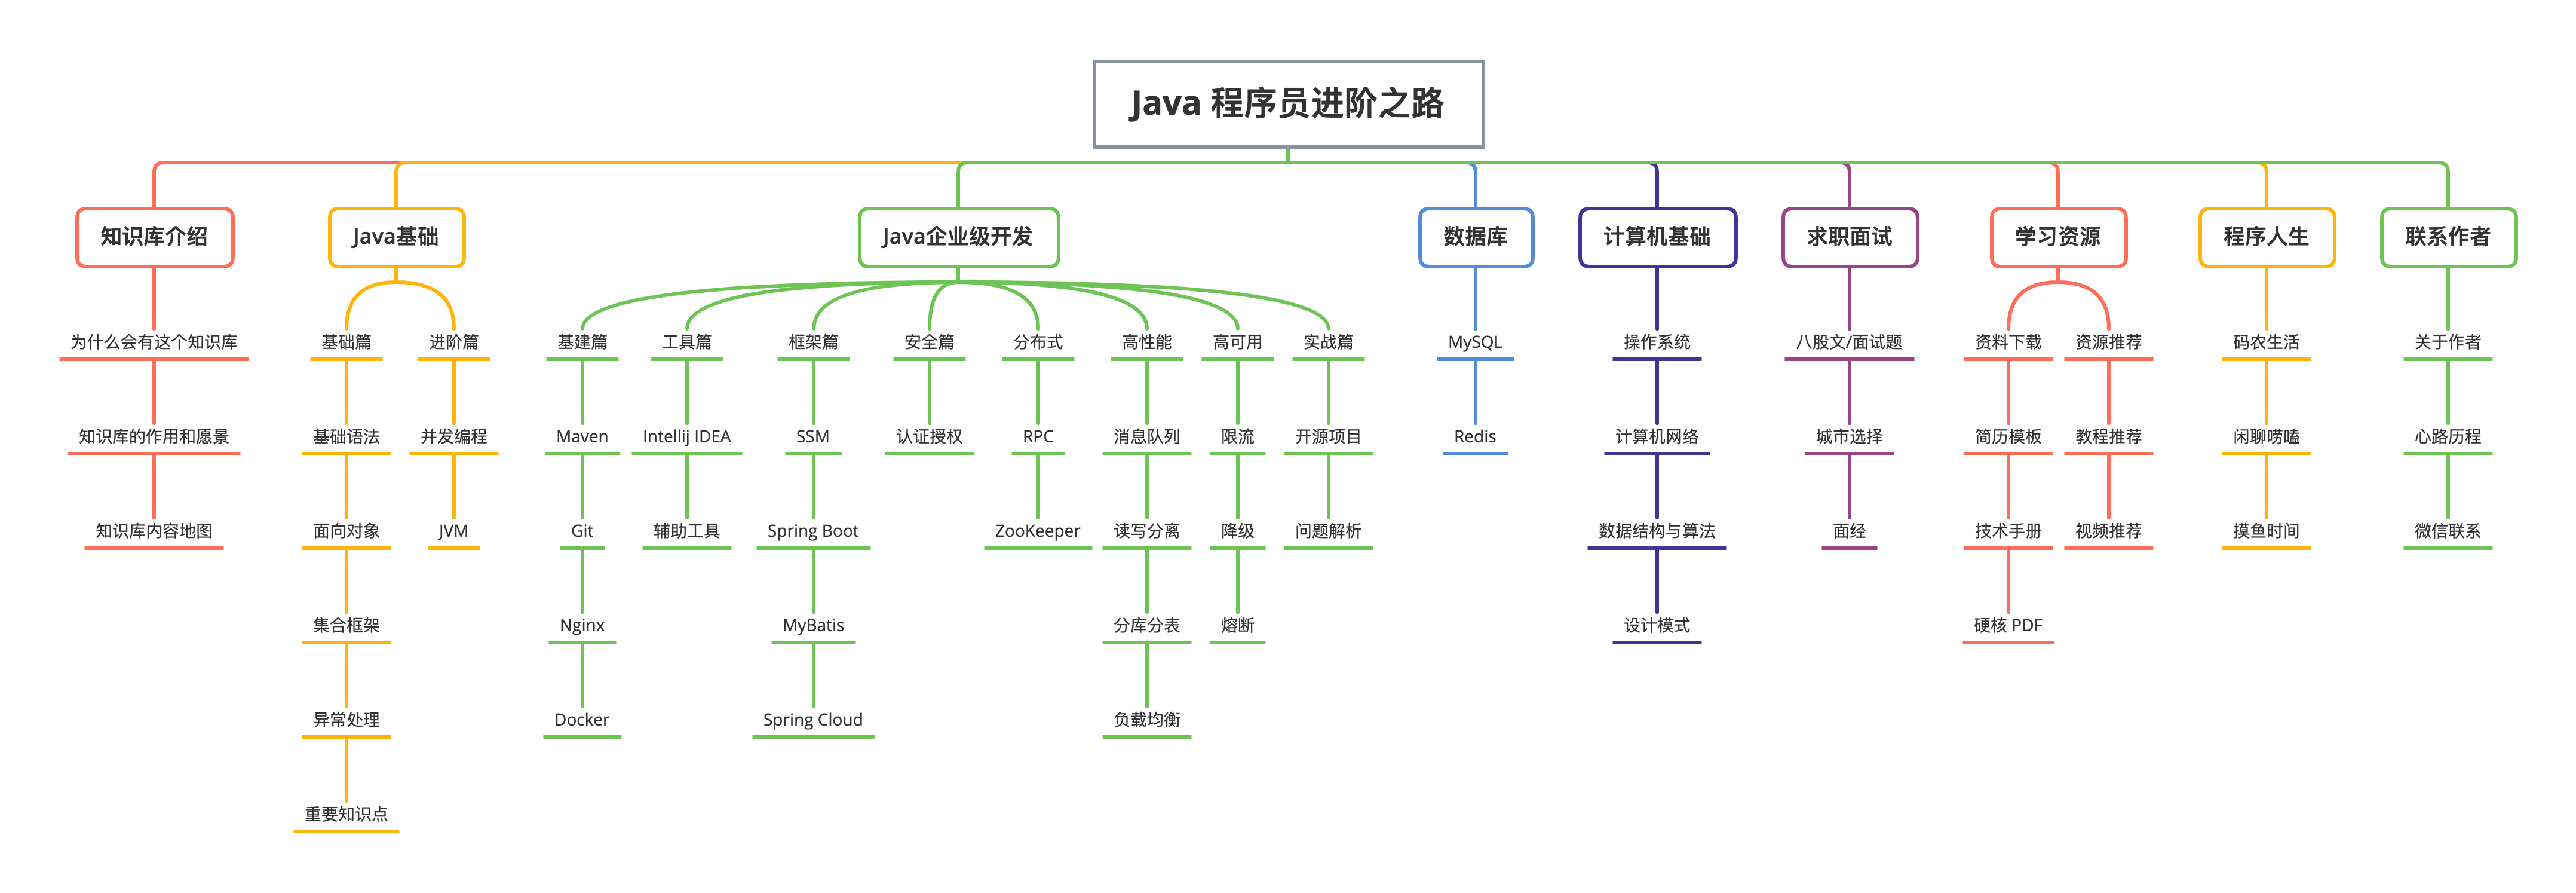 Java 程序员进阶之路
知识库介绍
为什么会有这个知识库
知识库的作用和愿景
知识库内容地图
Java基础
基础篇
基础语法
面向对象
集合框架
异常处理
重要知识点
进阶篇
并发编程
JVM
Java企业级开发
基建篇
Maven
Git
Nginx
Docker
工具篇
Intellij IDEA
辅助工具
框架篇
SSM
Spring Boot
MyBatis
Spring Cloud
安全篇
认证授权
分布式
RPC
ZooKeeper
高性能
消息队列
读写分离
分库分表
负载均衡
高可用
限流
降级
熔断
实战篇
开源项目
问题解析
数据库
MySQL
Redis
计算机基础
操作系统
计算机网络
数据结构与算法
设计模式
求职面试
八股文/面试题
城市选择
面经
学习资源
资料下载
简历模板
技术手册
硬核 PDF
资源推荐
教程推荐
视频推荐
程序人生
码农生活
闲聊唠嗑
摸鱼时间
联系作者
关于作者
心路历程
微信联系